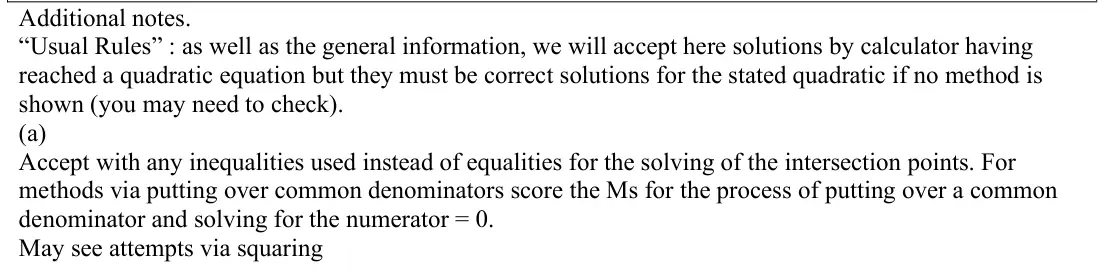 Additional notes.
“Usual Rules” : as well as the general information, we will accept here solutions by calculator having
reached a quadratic equation but they must be correct solutions for the stated quadratic if no method is
shown (you may need to check).
(a)
Accept with any inequalities used instead of equalities for the solving of the intersection points. For
methods via putting over common denominators score the Ms for the process of putting over a common
denominator and solving for the numerator = 0.
May see attempts via squaring